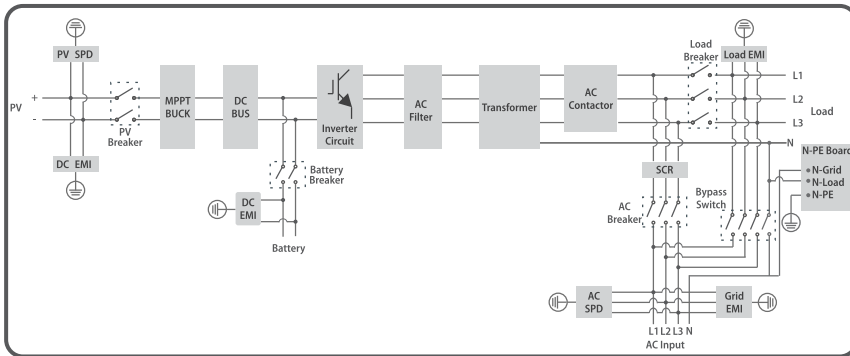 PV SPD
PV
+
-
DC EMI
PV
Breaker
MPPT
BUCK
DC
BUS
Inverter
Circuit
Battery
Breaker
DC
EMI
Battery
AC
Filter
Transformer
AC
Contactor
Load
Breaker
Load EMI
L1
L2
L3
Load
N
N-PE Board
N-Grid
N-Load
N-PE
SCR
AC
Breaker
Bypass
Switch
AC
SPD
Grid
EMI
L1 L2 L3 N
AC Input